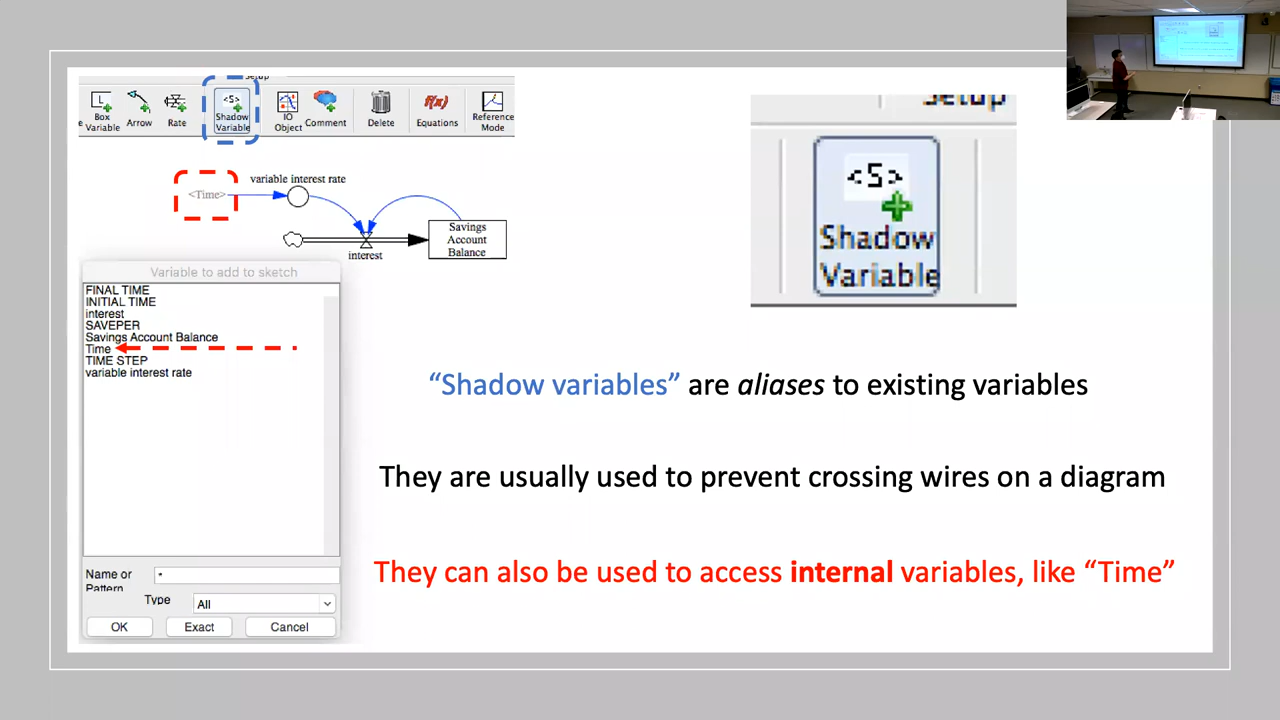 Setup
Box
Variable
Arrow
Rate
<S>
Shadow
Variable
IO
Object
Comment
Delete
f(x)
Equations
Reference
Mode
<Time>
variable interest rate
interest
Savings
Account
Balance
Variable to add to sketch
FINAL TIME
INITIAL TIME
interest
SAVEPER
Savings Account Balance
Time
TIME STEP
variable interest rate
Name or
Pattern
*
Type
All
OK
Exact
Cancel
Setup
<S>
Shadow
Variable
“Shadow variables” are aliases to existing variables
They are usually used to prevent crossing wires on a diagram
They can also be used to access internal variables, like “Time”